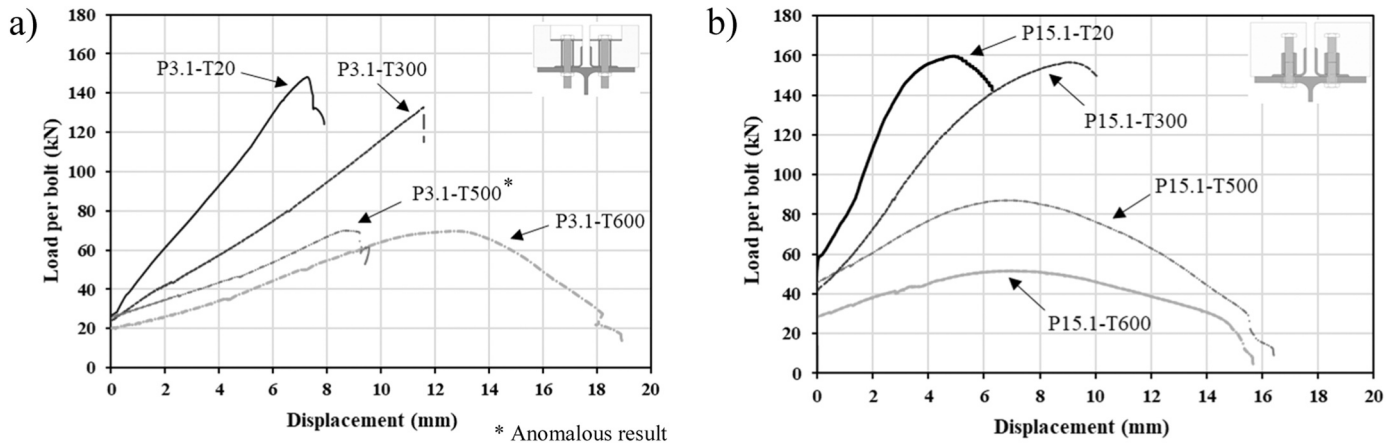 a)
Load per bolt (kN)
180
160
140
120
100
80
60
40
20
0
P3.1-T20
P3.1-T300
P3.1-T500*
P3.1-T600
0 2 4 6 8 10 12 14 16 18 20
Displacement (mm)
* Anomalous result
b)
Load per bolt (kN)
180
160
140
120
100
80
60
40
20
0
P15.1-T20
P15.1-T300
P15.1-T500
P15.1-T600
0 2 4 6 8 10 12 14 16 18 20
Displacement (mm)